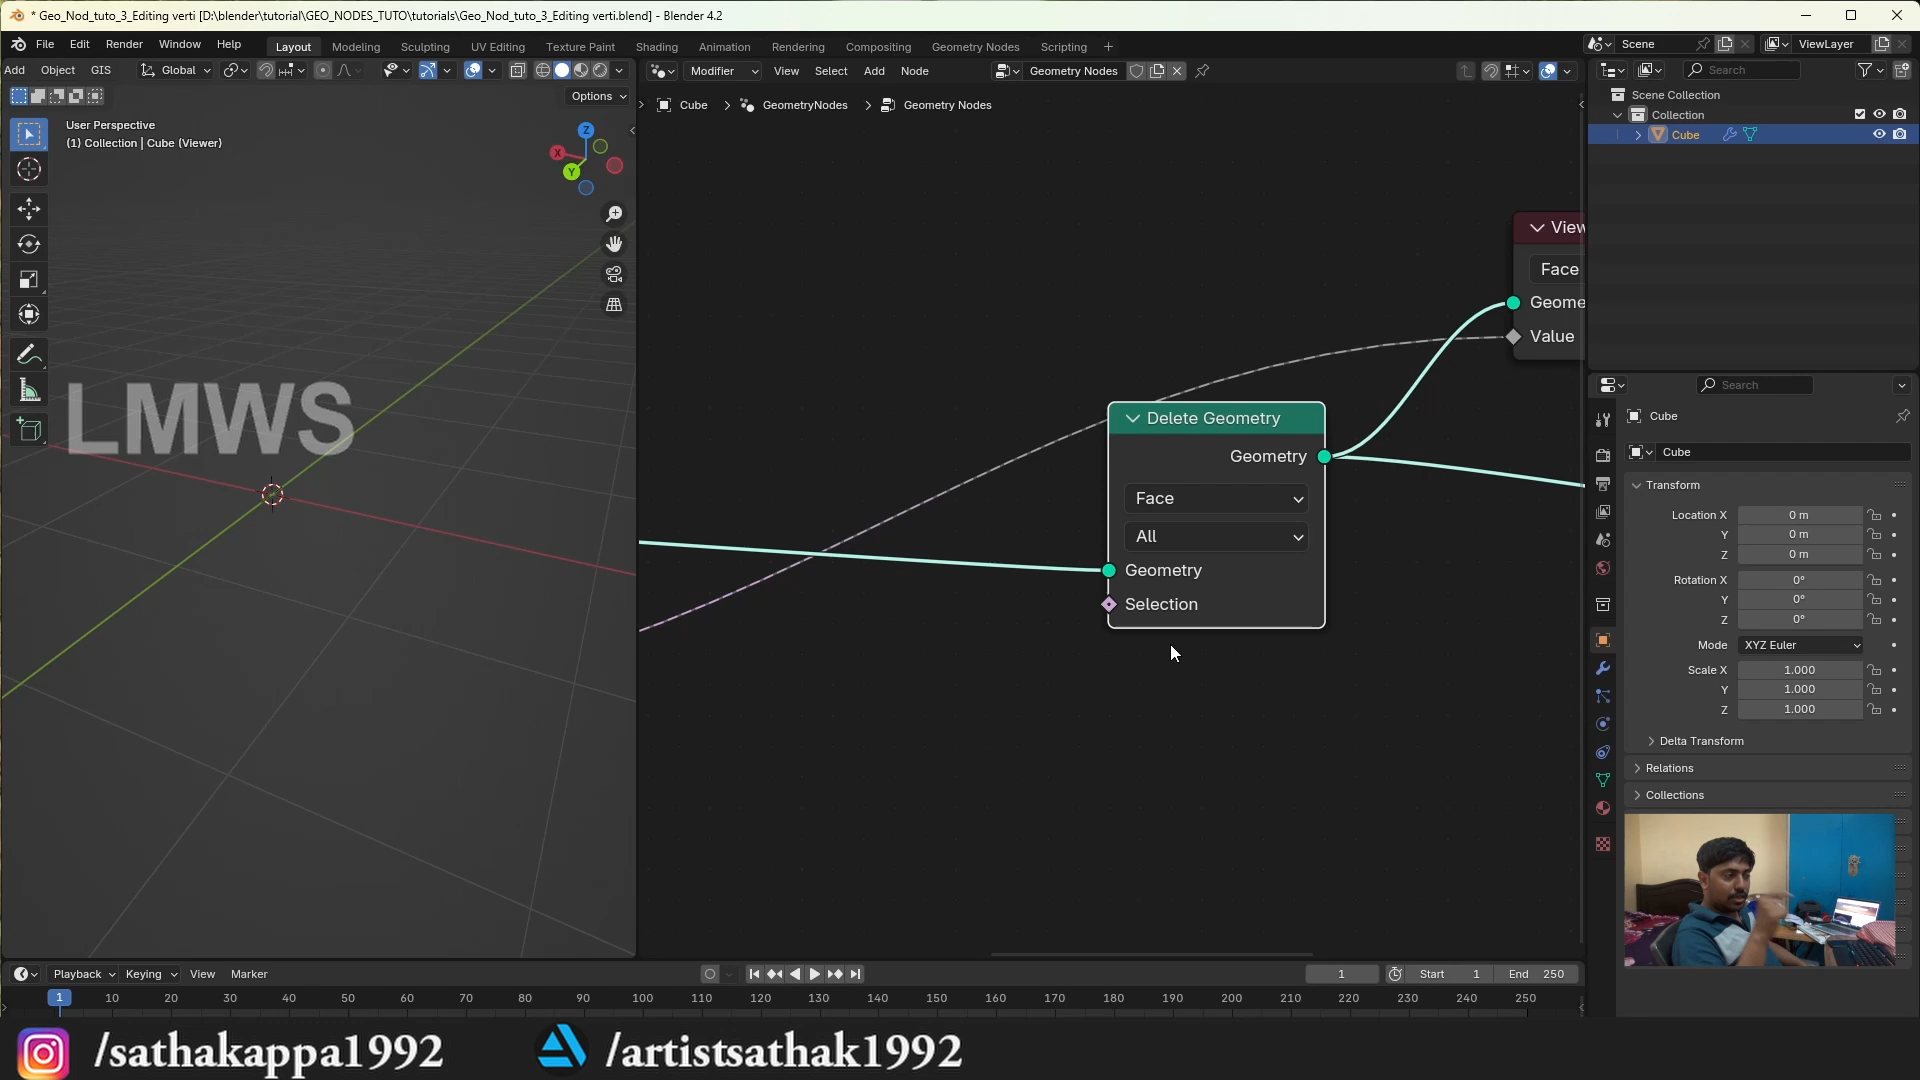 * Geo_Nod_tuto_3_Editing verti [D:\blender\tutorial\GEO_NODES_TUTO\tutorials\Geo_Nod_tuto_3_Editing verti.blend] - Blender 4.2
File Edit Render Window Help Layout Modeling Sculpting UV Editing Texture Paint Shading Animation Rendering Compositing Geometry Nodes Scripting + Scene ViewLayer
Add Object GIS Global Modifier View Select Add Node Geometry Nodes Search
Options
Cube > GeometryNodes > Geometry Nodes
Scene Collection
Collection
Cube
User Perspective
(1) Collection | Cube (Viewer)
Z
X
Y
LMWS
View
Face
Geome
Value
Delete Geometry
Geometry
Face
All
Geometry
Selection
Search
Cube
Cube
Transform
Location X 0 m
Y 0 m
Z 0 m
Rotation X 0°
Y 0°
Z 0°
Mode XYZ Euler
Scale X 1.000
Y 1.000
Z 1.000
Delta Transform
Relations
Collections
Playback Keying View Marker 1 Start 1 End 250
1 10 20 30 40 50 60 70 80 90 100 110 120 130 140 150 160 170 180 190 200 210 220 230 240 250
/sathakappa1992 /artistsathak1992